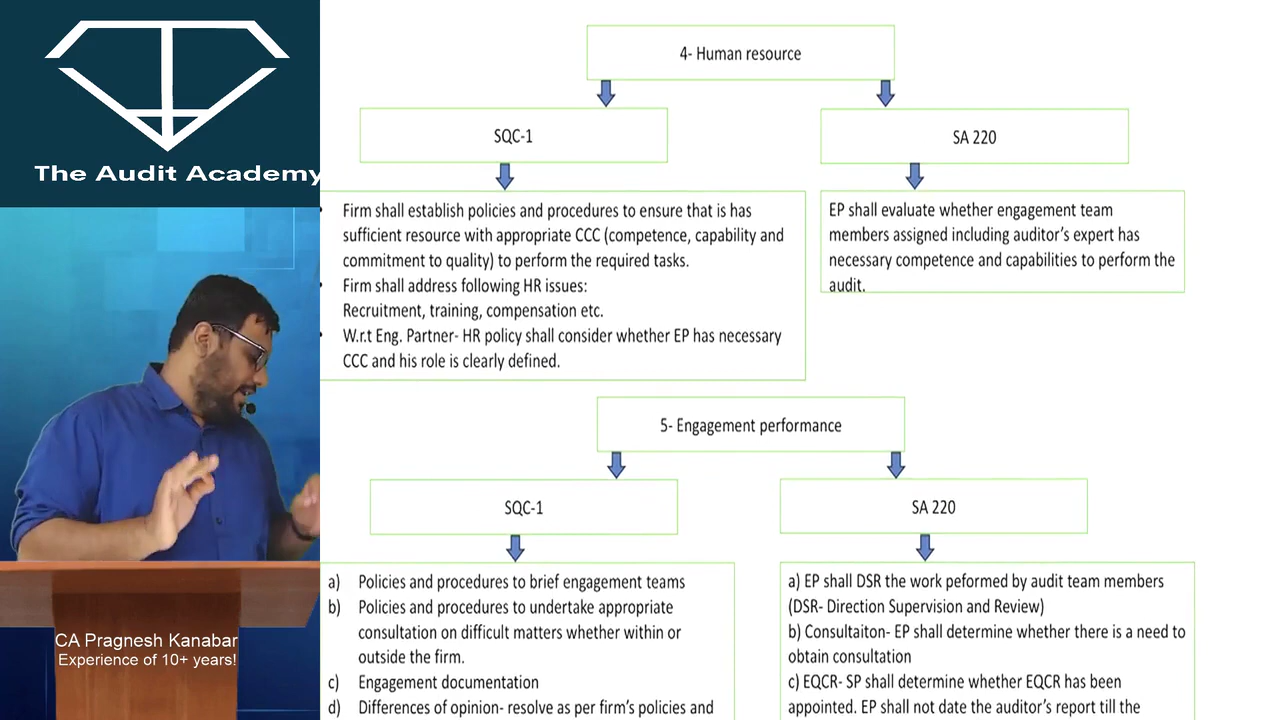 The Audit Academy
4- Human resource
SQC-1
SA 220
Firm shall establish policies and procedures to ensure that is has
sufficient resource with appropriate CCC (competence, capability and
commitment to quality) to perform the required tasks.
Firm shall address following HR issues:
Recruitment, training, compensation etc.
W.r.t Eng. Partner- HR policy shall consider whether EP has necessary
CCC and his role is clearly defined.
EP shall evaluate whether engagement team
members assigned including auditor's expert has
necessary competence and capabilities to perform the
audit.
5- Engagement performance
SQC-1
SA 220
a) Policies and procedures to brief engagement teams
b) Policies and procedures to undertake appropriate
consultation on difficult matters whether within or
outside the firm.
c) Engagement documentation
d) Differences of opinion- resolve as per firm's policies and
a) EP shall DSR the work peformed by audit team members
(DSR- Direction Supervision and Review)
b) Consultaiton- EP shall determine whether there is a need to
obtain consultation
c) EQCR- SP shall determine whether EQCR has been
appointed. EP shall not date the auditor's report till the
CA Pragnesh Kanabar
Experience of 10+ years!